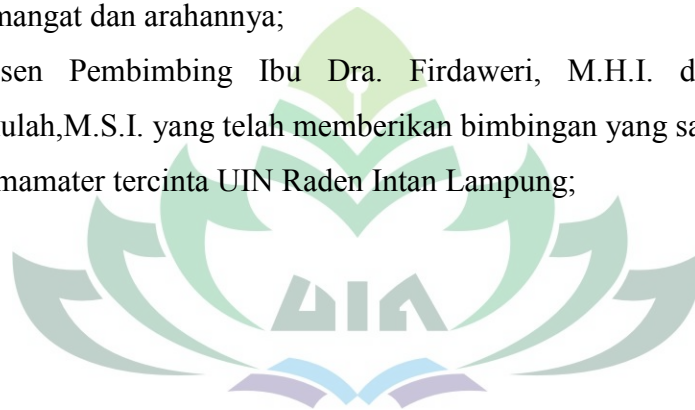 mangat dan arahannya;
sen Pembimbing Ibu Dra. Firdaweri, M.H.I. d
ulah,M.S.I. yang telah memberikan bimbingan yang sa
mamater tercinta UIN Raden Intan Lampung;
UIN